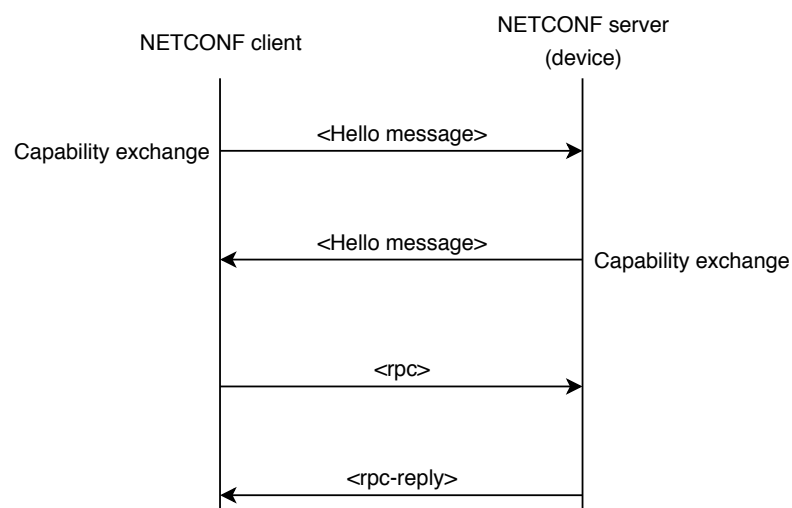 NETCONF client
NETCONF server
(device)
<Hello message>
Capability exchange
<Hello message>
Capability exchange
<rpc>
<rpc-reply>